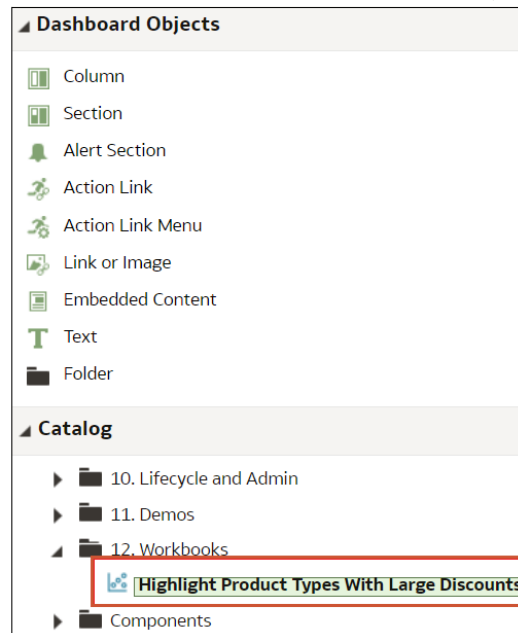 Dashboard Objects
Column
Section
Alert Section
Action Link
Action Link Menu
Link or Image
Embedded Content
Text
Folder
Catalog
10. Lifecycle and Admin
11. Demos
12. Workbooks
Highlight Product Types With Large Discounts
Components